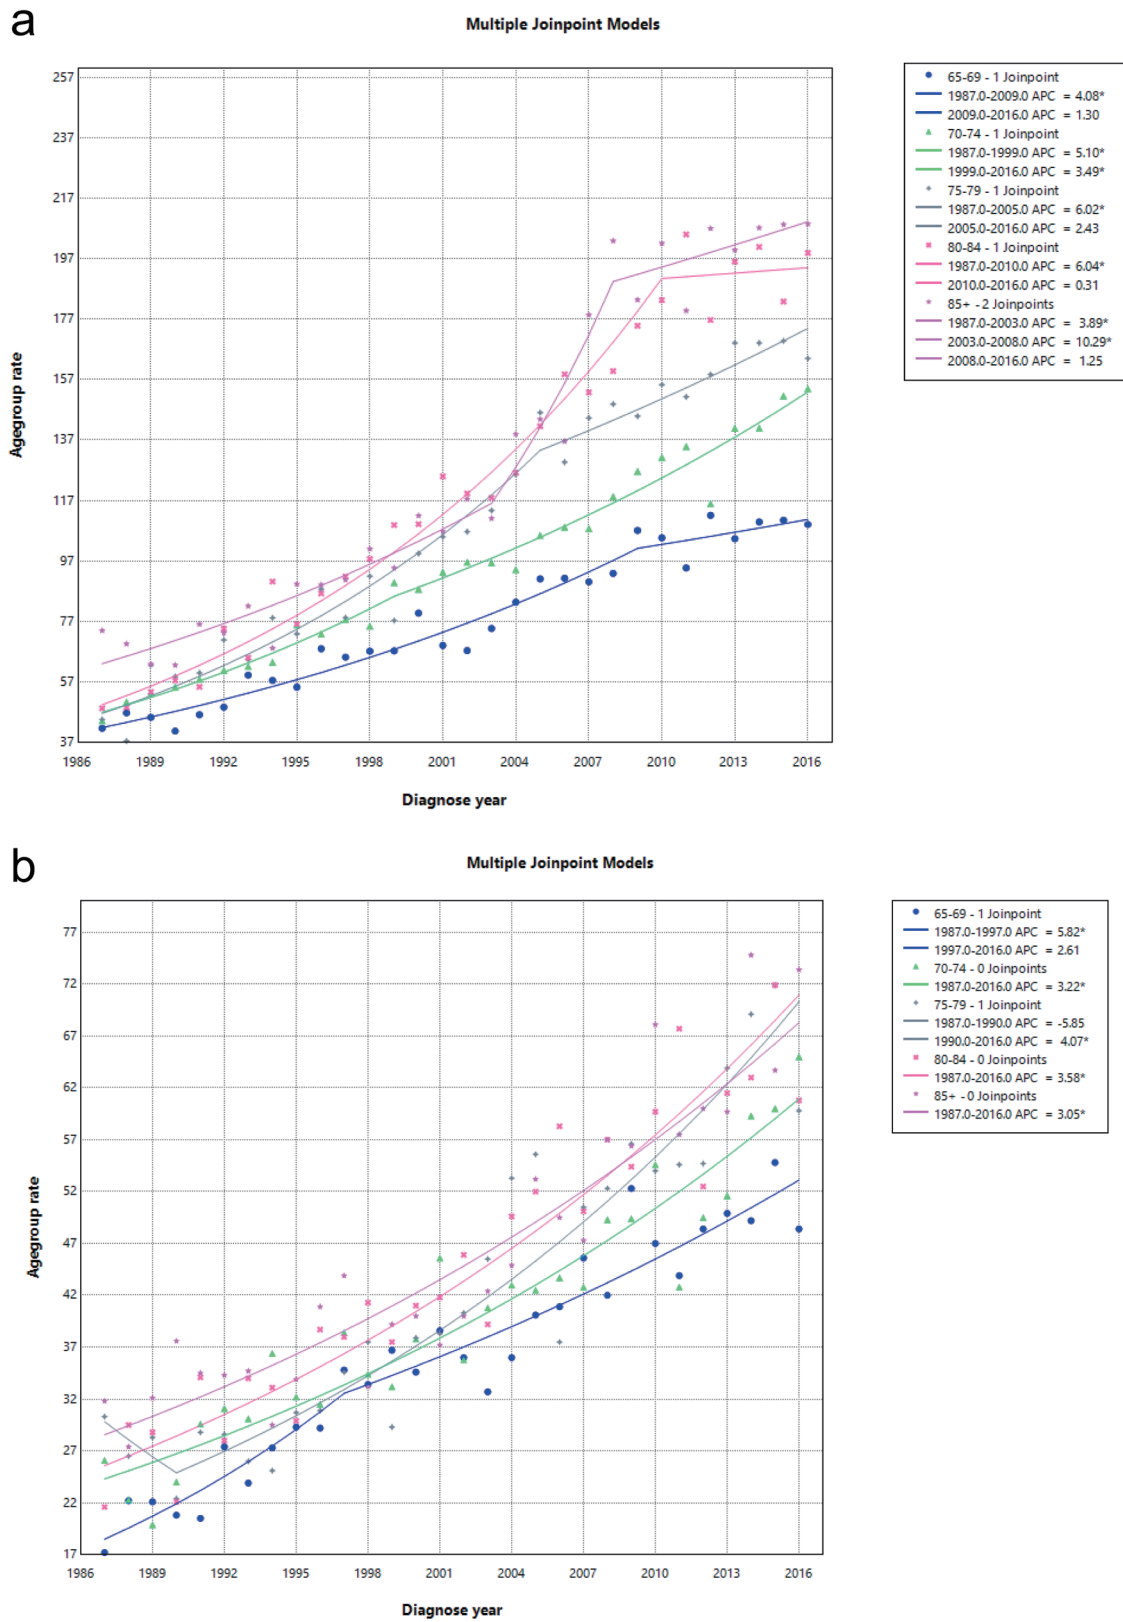 a
Multiple Joinpoint Models
257
237
217
197
177
157
137
117
97
77
57
37
Agegroup rate
1986 1989 1992 1995 1998 2001 2004 2007 2010 2013 2016
Diagnose year
65-69 - 1 Joinpoint
1987.0-2009.0 APC = 4.08*
2009.0-2016.0 APC = 1.30
70-74 - 1 Joinpoint
1987.0-1999.0 APC = 5.10*
1999.0-2016.0 APC = 3.49*
75-79 - 1 Joinpoint
1987.0-2005.0 APC = 6.02*
2005.0-2016.0 APC = 2.43
80-84 - 1 Joinpoint
1987.0-2010.0 APC = 6.04*
2010.0-2016.0 APC = 0.31
85+ - 2 Joinpoints
1987.0-2003.0 APC = 3.89*
2003.0-2008.0 APC = 10.29*
2008.0-2016.0 APC = 1.25
b
Multiple Joinpoint Models
77
72
67
62
57
52
47
42
37
32
27
22
17
Agegroup rate
1986 1989 1992 1995 1998 2001 2004 2007 2010 2013 2016
Diagnose year
65-69 - 1 Joinpoint
1987.0-1997.0 APC = 5.82*
1997.0-2016.0 APC = 2.61
70-74 - 0 Joinpoints
1987.0-2016.0 APC = 3.22*
75-79 - 1 Joinpoint
1987.0-1990.0 APC = -5.85
1990.0-2016.0 APC = 4.07*
80-84 - 0 Joinpoints
1987.0-2016.0 APC = 3.58*
85+ - 0 Joinpoints
1987.0-2016.0 APC = 3.05*